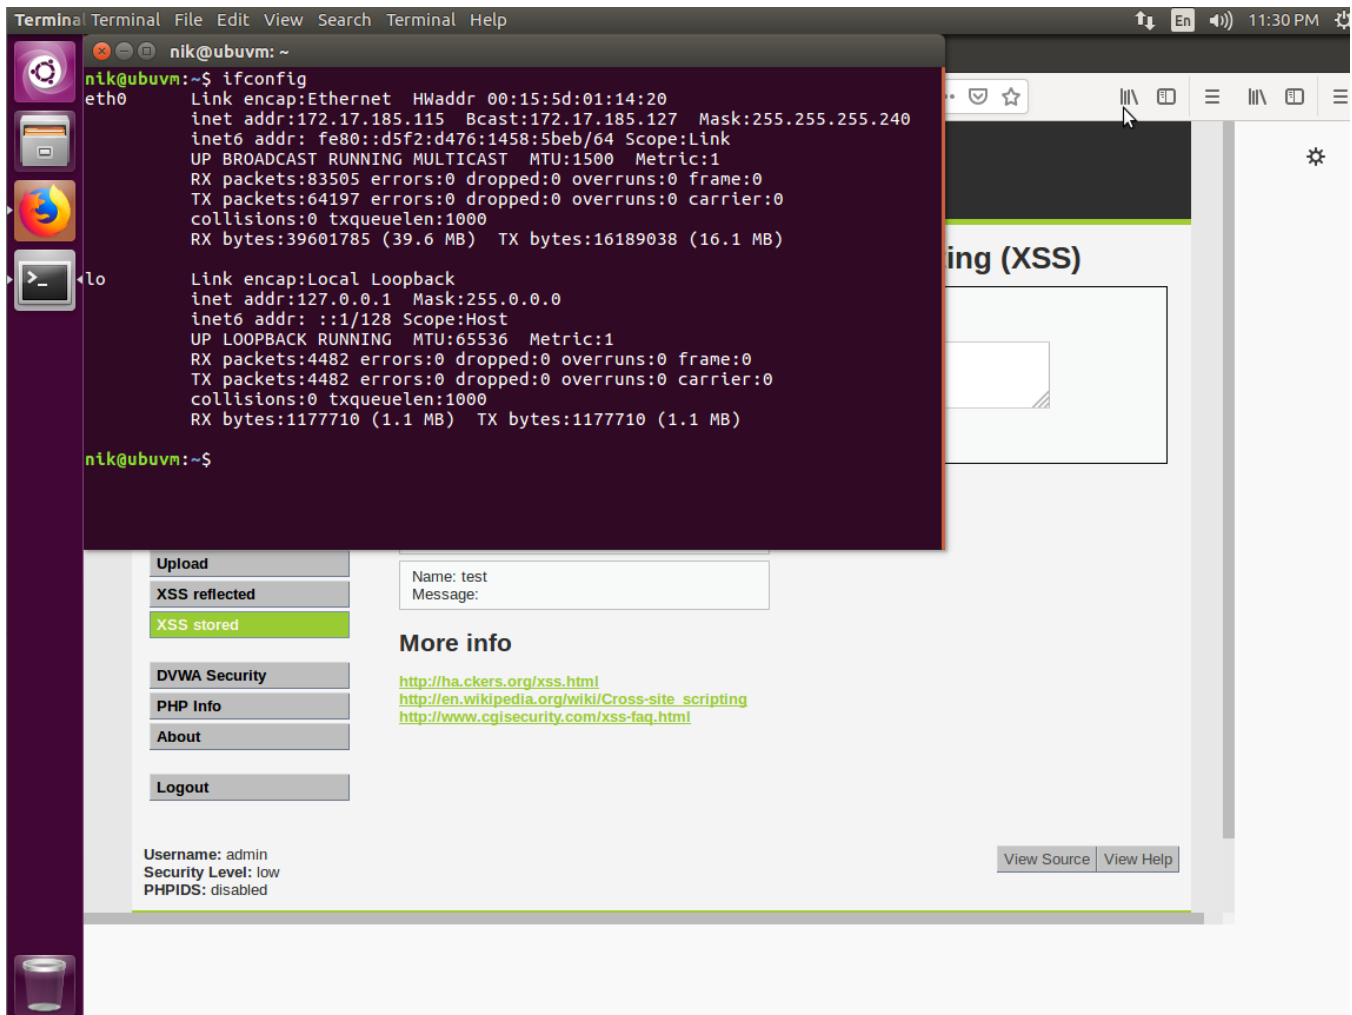 Terminal Terminal File Edit View Search Terminal Help En 11:30 PM
nik@ubuvm: ~
nik@ubuvm:~$ ifconfig
eth0 Link encap:Ethernet HWaddr 00:15:5d:01:14:20
inet addr:172.17.185.115 Bcast:172.17.185.127 Mask:255.255.255.240
inet6 addr: fe80::d5f2:d476:1458:5beb/64 Scope:Link
UP BROADCAST RUNNING MULTICAST MTU:1500 Metric:1
RX packets:83505 errors:0 dropped:0 overruns:0 frame:0
TX packets:64197 errors:0 dropped:0 overruns:0 carrier:0
collisions:0 txqueuelen:1000
RX bytes:39601785 (39.6 MB) TX bytes:16189038 (16.1 MB)
lo Link encap:Local Loopback
inet addr:127.0.0.1 Mask:255.0.0.0
inet6 addr: ::1/128 Scope:Host
UP LOOPBACK RUNNING MTU:65536 Metric:1
RX packets:4482 errors:0 dropped:0 overruns:0 frame:0
TX packets:4482 errors:0 dropped:0 overruns:0 carrier:0
collisions:0 txqueuelen:1000
RX bytes:1177710 (1.1 MB) TX bytes:1177710 (1.1 MB)
nik@ubuvm:~$
ing (XSS)
Upload
XSS reflected
XSS stored
DVWA Security
PHP Info
About
Logout
Name: test
Message:
More info
http://ha.ckers.org/xss.html
http://en.wikipedia.org/wiki/Cross-site_scripting
http://www.cgisecurity.com/xss-faq.html
Username: admin
Security Level: low
PHPIDS: disabled
View Source View Help